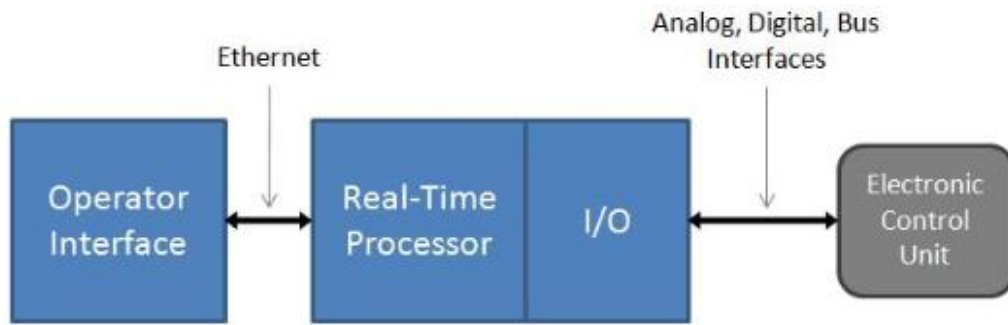 Ethernet
Analog, Digital, Bus
Interfaces
Operator
Interface
Real-Time
Processor
I/O
Electronic
Control
Unit